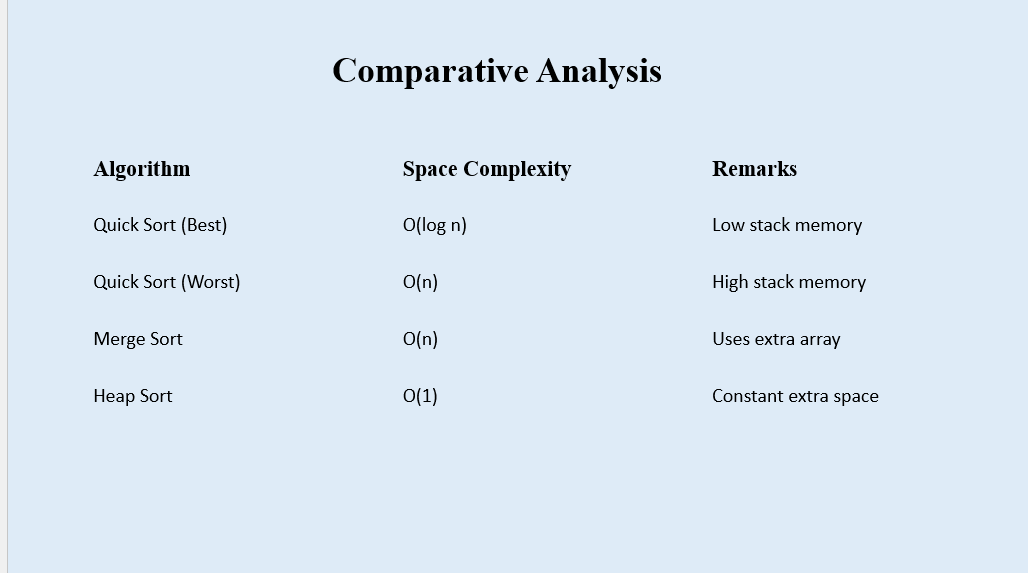 Comparative Analysis
Algorithm Space Complexity Remarks
Quick Sort (Best) O(log n) Low stack memory
Quick Sort (Worst) O(n) High stack memory
Merge Sort O(n) Uses extra array
Heap Sort O(1) Constant extra space